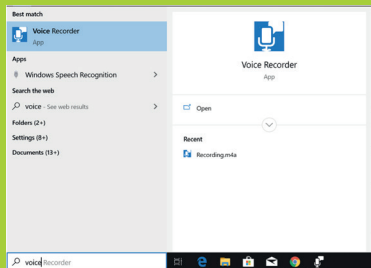 Best match
Voice Recorder
App
Apps
Windows Speech Recognition
Search the web
voice - See web results
Folders (2+)
Settings (8+)
Documents (13+)
Voice Recorder
App
Open
Recent
Recording.m4a
voice Recorder